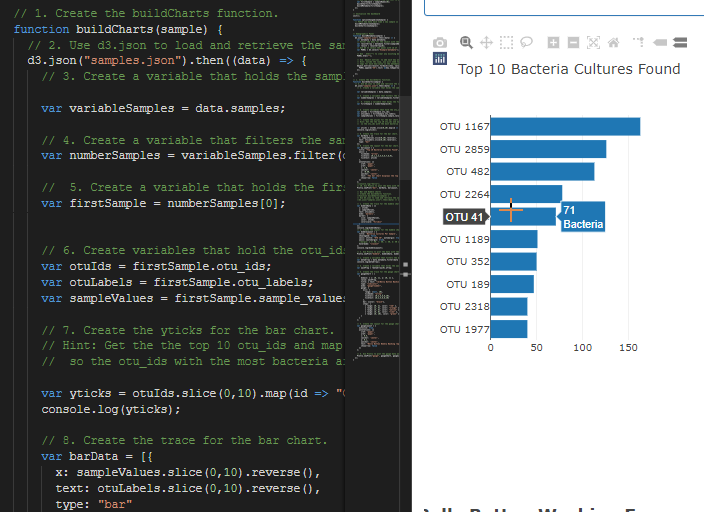 // 1. Create the buildCharts function.
function buildCharts(sample) {
// 2. Use d3.json to load and retrieve the
d3.json("samples.json").then((data) => {
// 3. Create a variable that holds the
var variableSamples = data.samples;
// 4. Create a variable that filters the
var numberSamples = variableSamples.filter(
//  5. Create a variable that holds the
var firstSample = numberSamples[0];
// 6. Create variables that hold the otu_ids
var otuIds = firstSample.otu_ids;
var otuLabels = firstSample.otu_labels;
var sampleValues = firstSample.sample_values
// 7. Create the yticks for the bar chart.
// Hint: Get the the top 10 otu_ids and map
//  so the otu_ids with the most bacteria
var yticks = otuIds.slice(0,10).map(id => "
console.log(yticks);
// 8. Create the trace for the bar chart.
var barData = [{
x: sampleValues.slice(0,10).reverse(),
text: otuLabels.slice(0,10).reverse(),
type: "bar"
Top 10 Bacteria Cultures Found
OTU 1167
OTU 2859
OTU 482
OTU 2264
OTU 41
71
Bacteria
OTU 1189
OTU 352
OTU 189
OTU 2318
OTU 1977
0 50 100 150